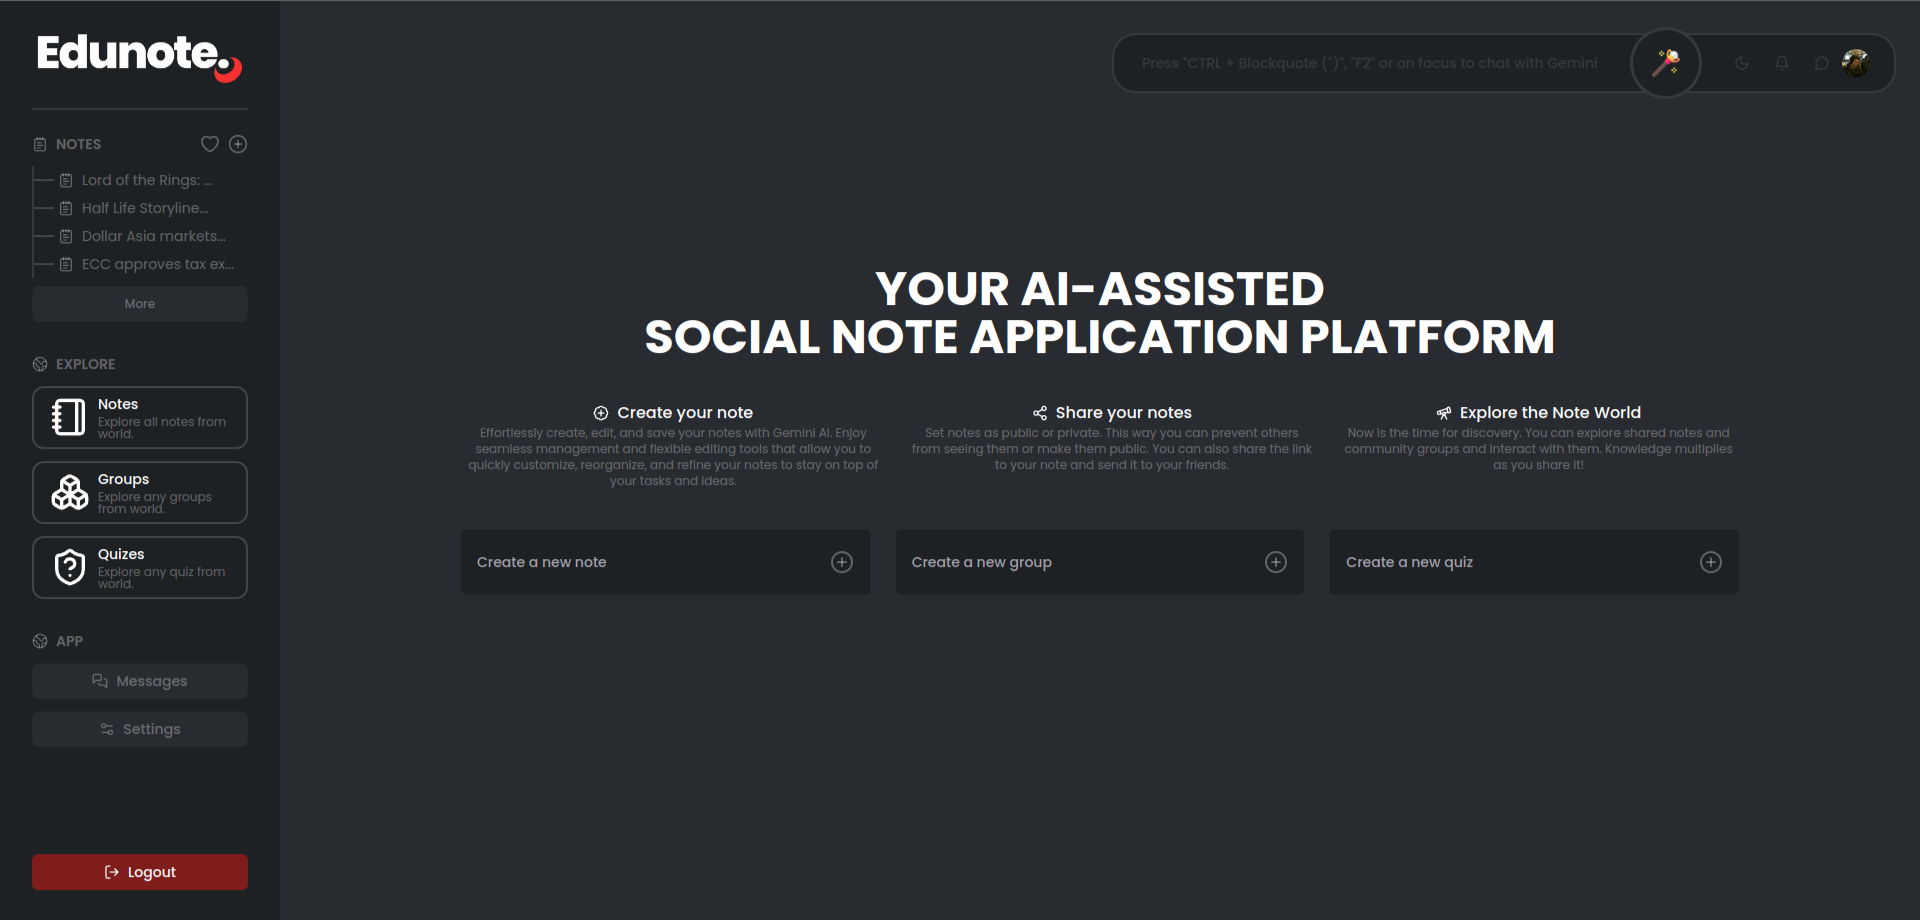 Edunote.
NOTES
Lord of the Rings: ...
Half Life Storyline...
Dollar Asia markets...
ECC approves tax ex...
More
EXPLORE
Notes
Explore all notes from
world.
Groups
Explore any groups
from world.
Quizes
Explore any quiz from
world.
APP
Messages
Settings
Logout
Press "CTRL + Blockquote (")", "F2" or on focus to chat with Gemini
YOUR AI-ASSISTED
SOCIAL NOTE APPLICATION PLATFORM
Create your note
Effortlessly create, edit, and save your notes with Gemini AI. Enjoy
seamless management and flexible editing tools that allow you to
quickly customize, reorganize, and refine your notes to stay on top of
your tasks and ideas.
Share your notes
Set notes as public or private. This way you can prevent others
from seeing them or make them public. You can also share the link
to your note and send it to your friends.
Explore the Note World
Now is the time for discovery. You can explore shared notes and
community groups and interact with them. Knowledge multiplies
as you share it!
Create a new note
Create a new group
Create a new quiz